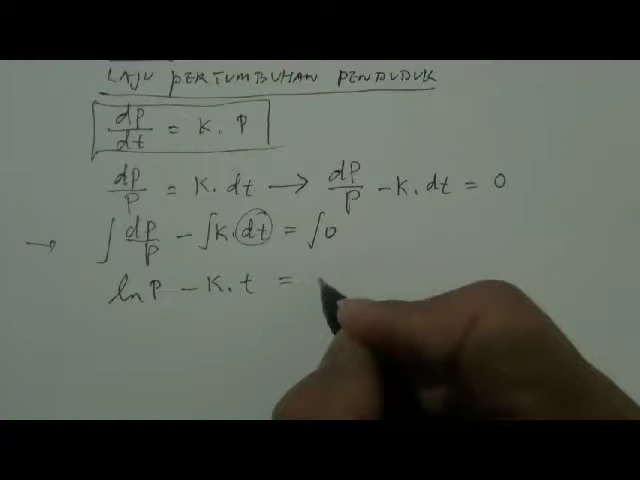 LAJU PERTUMBUHAN PENDUDUK
dP/dt = K. P
dP/P = K. dt → dP/P - K. dt = 0
→ ∫ dP/P - ∫ K. dt = ∫ 0
ln P - K. t =